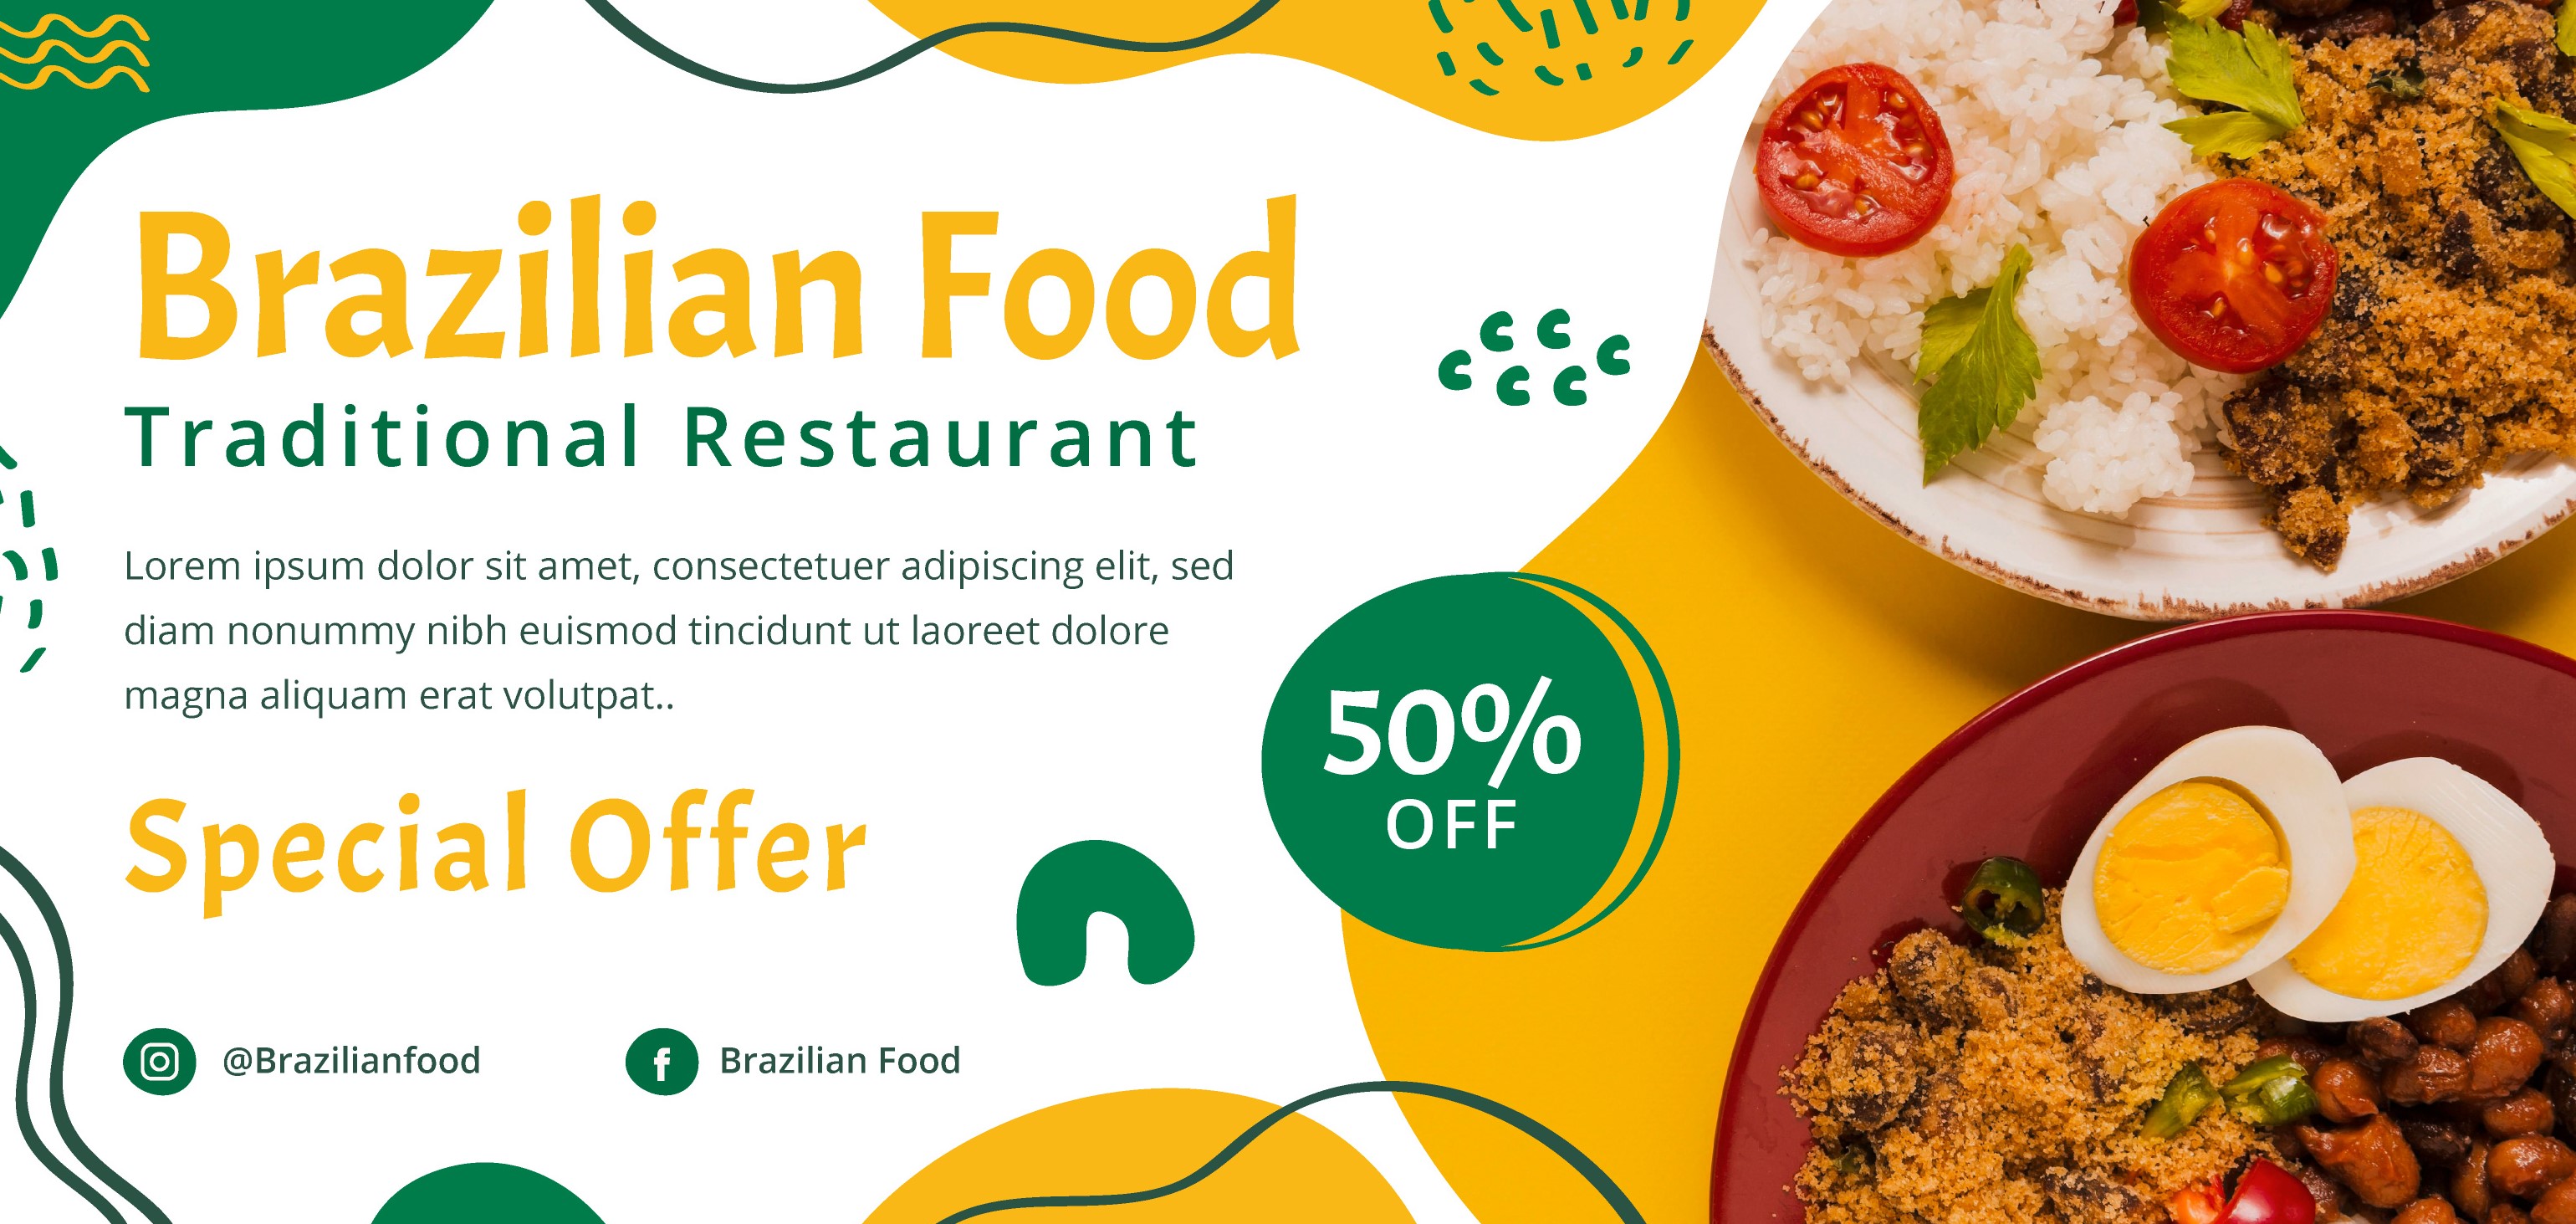 Brazilian Food
Traditional Restaurant
Lorem ipsum dolor sit amet, consectetuer adipiscing elit, sed
diam nonummy nibh euismod tincidunt ut laoreet dolore
magna aliquam erat volutpat..
50%
OFF
Special Offer
@Brazilianfood
Brazilian Food